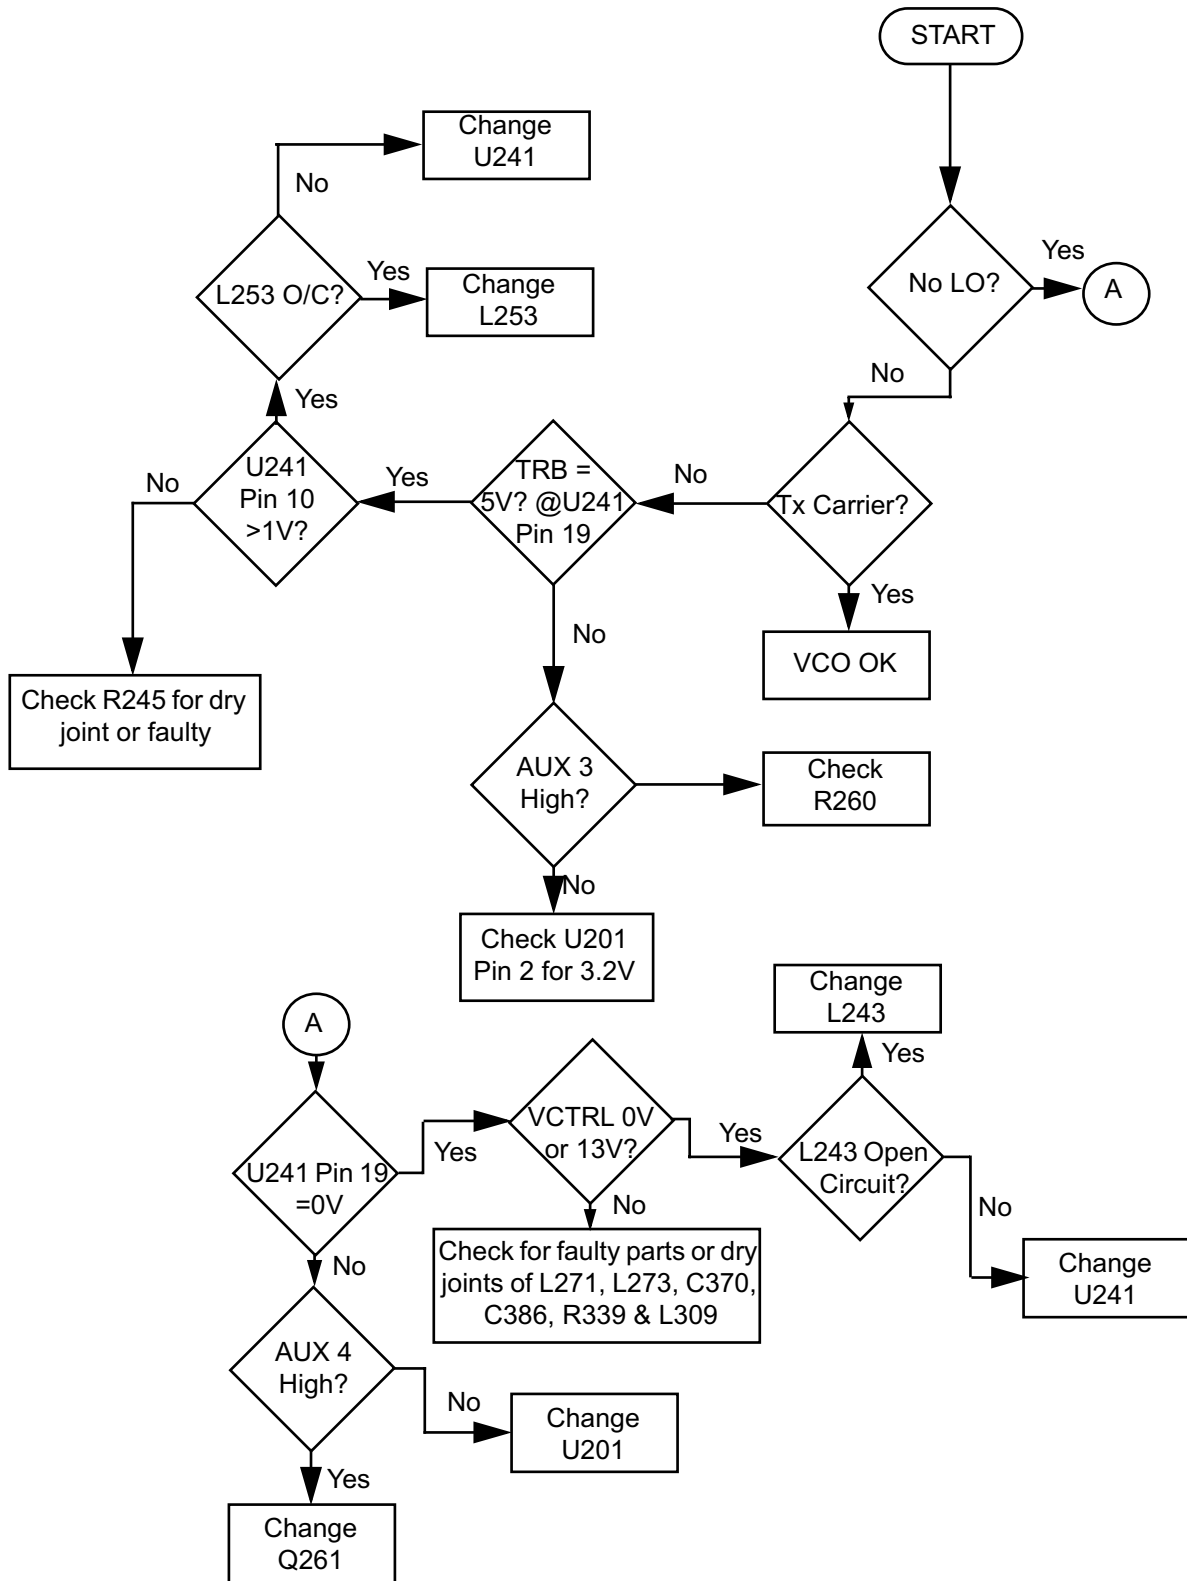 START
No LO?
Yes
A
No
Tx Carrier?
Yes
VCO OK
No
TRB =
5V? @U241
Pin 19
Yes
U241
Pin 10
>1V?
No
Check R245 for dry
joint or faulty
Yes
L253 O/C?
Yes
Change
L253
No
Change
U241
No
AUX 3
High?
Check
R260
No
Check U201
Pin 2 for 3.2V
A
U241 Pin 19
=0V
Yes
VCTRL 0V
or 13V?
Yes
L243 Open
Circuit?
Yes
Change
L243
No
Change
U241
No
Check for faulty parts or dry
joints of L271, L273, C370,
C386, R339 & L309
No
AUX 4
High?
No
Change
U201
Yes
Change
Q261